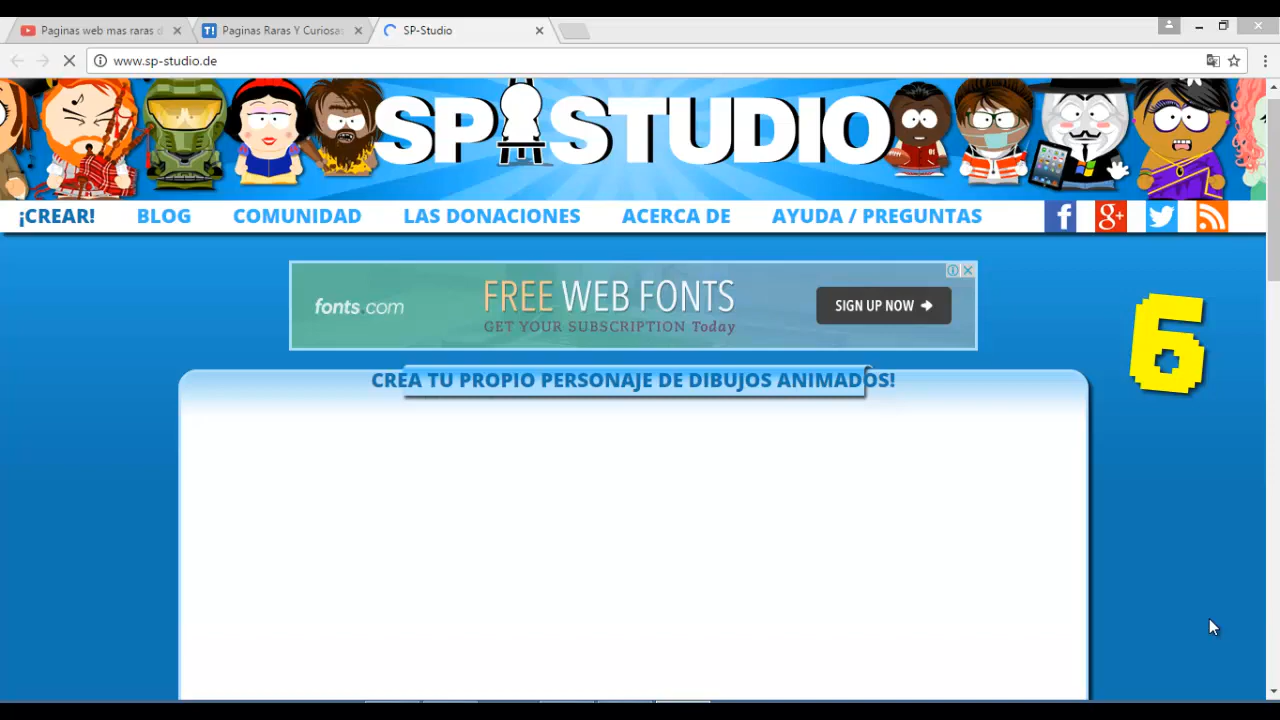 Paginas web mas raras d
T! Paginas Raras Y Curiosas
SP-Studio
www.sp-studio.de
SP-STUDIO
¡CREAR! BLOG COMUNIDAD LAS DONACIONES ACERCA DE AYUDA / PREGUNTAS
fonts.com
FREE WEB FONTS
GET YOUR SUBSCRIPTION Today
SIGN UP NOW
CREA TU PROPIO PERSONAJE DE DIBUJOS ANIMADOS!
6